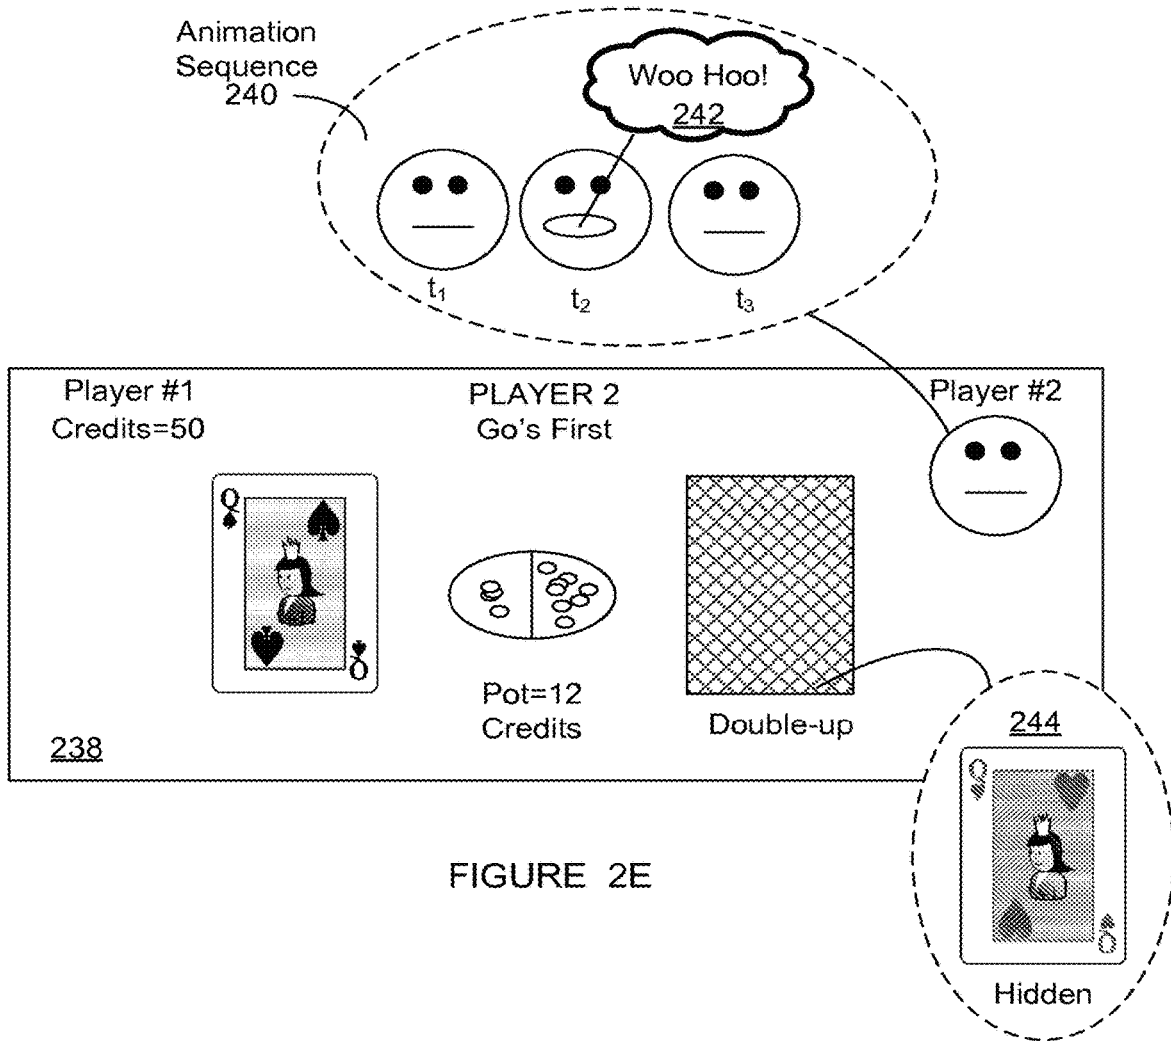 Animation
Sequence
240
Woo Hoo!
242
t1
t2
t3
Player #1
Credits=50
PLAYER 2
Go's First
Player #2
Q
Q
Pot=12
Credits
Double-up
238
244
Q
Q
Hidden
FIGURE 2E